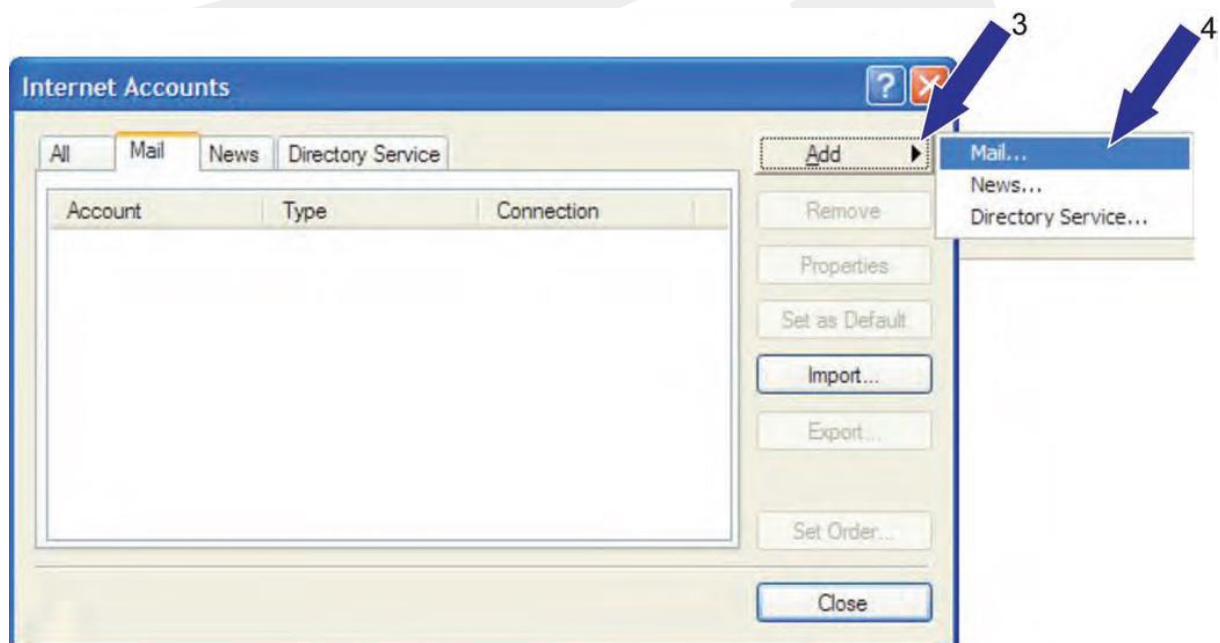 3
4
Internet Accounts
?
All Mail News Directory Service
Add
Mail...
News...
Directory Service...
Account Type Connection
Remove
Properties
Set as Default
Import...
Export...
Set Order...
Close